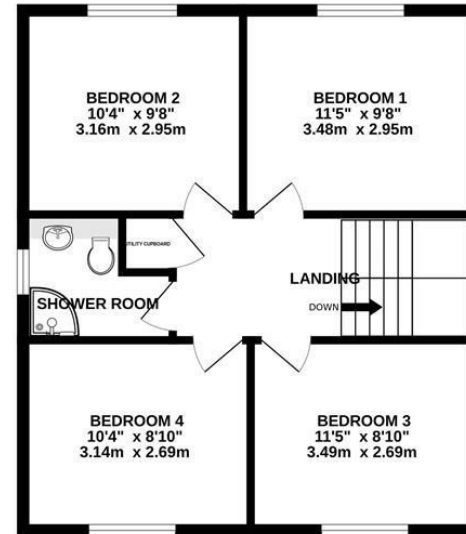 BEDROOM 2
10'4" x 9'8"
3.16m x 2.95m
BEDROOM 1
11'5" x 9'8"
3.48m x 2.95m
UTILITY CUPBOARD
LANDING
SHOWER ROOM
DOWN
BEDROOM 4
10'4" x 8'10"
3.14m x 2.69m
BEDROOM 3
11'5" x 8'10"
3.49m x 2.69m